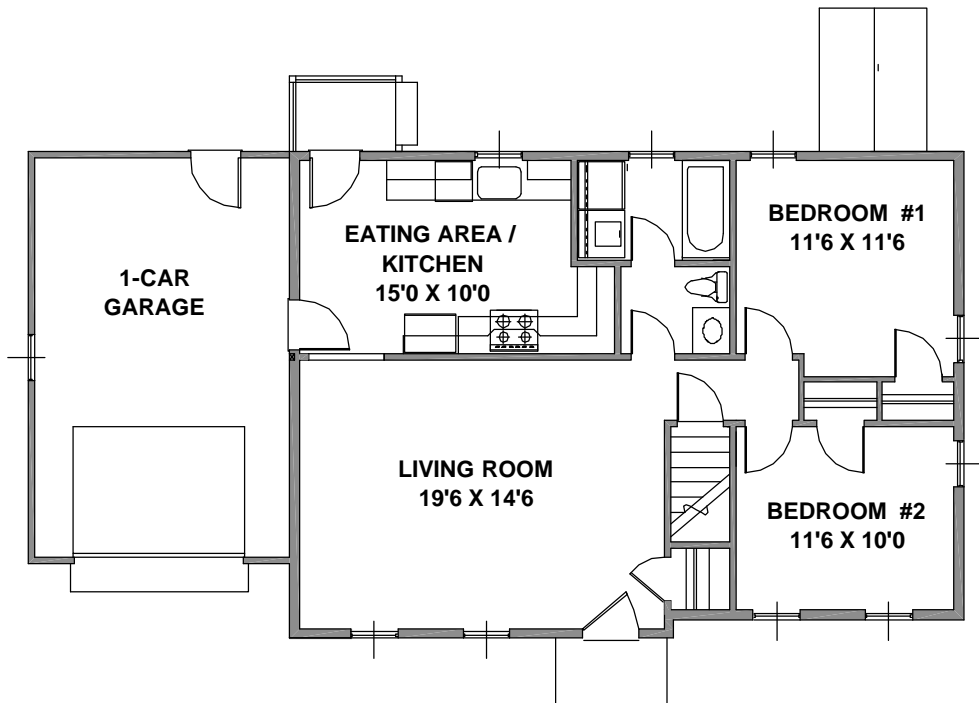 EATING AREA /
KITCHEN
15'0 X 10'0
BEDROOM #1
11'6 X 11'6
1-CAR
GARAGE
LIVING ROOM
19'6 X 14'6
BEDROOM #2
11'6 X 10'0